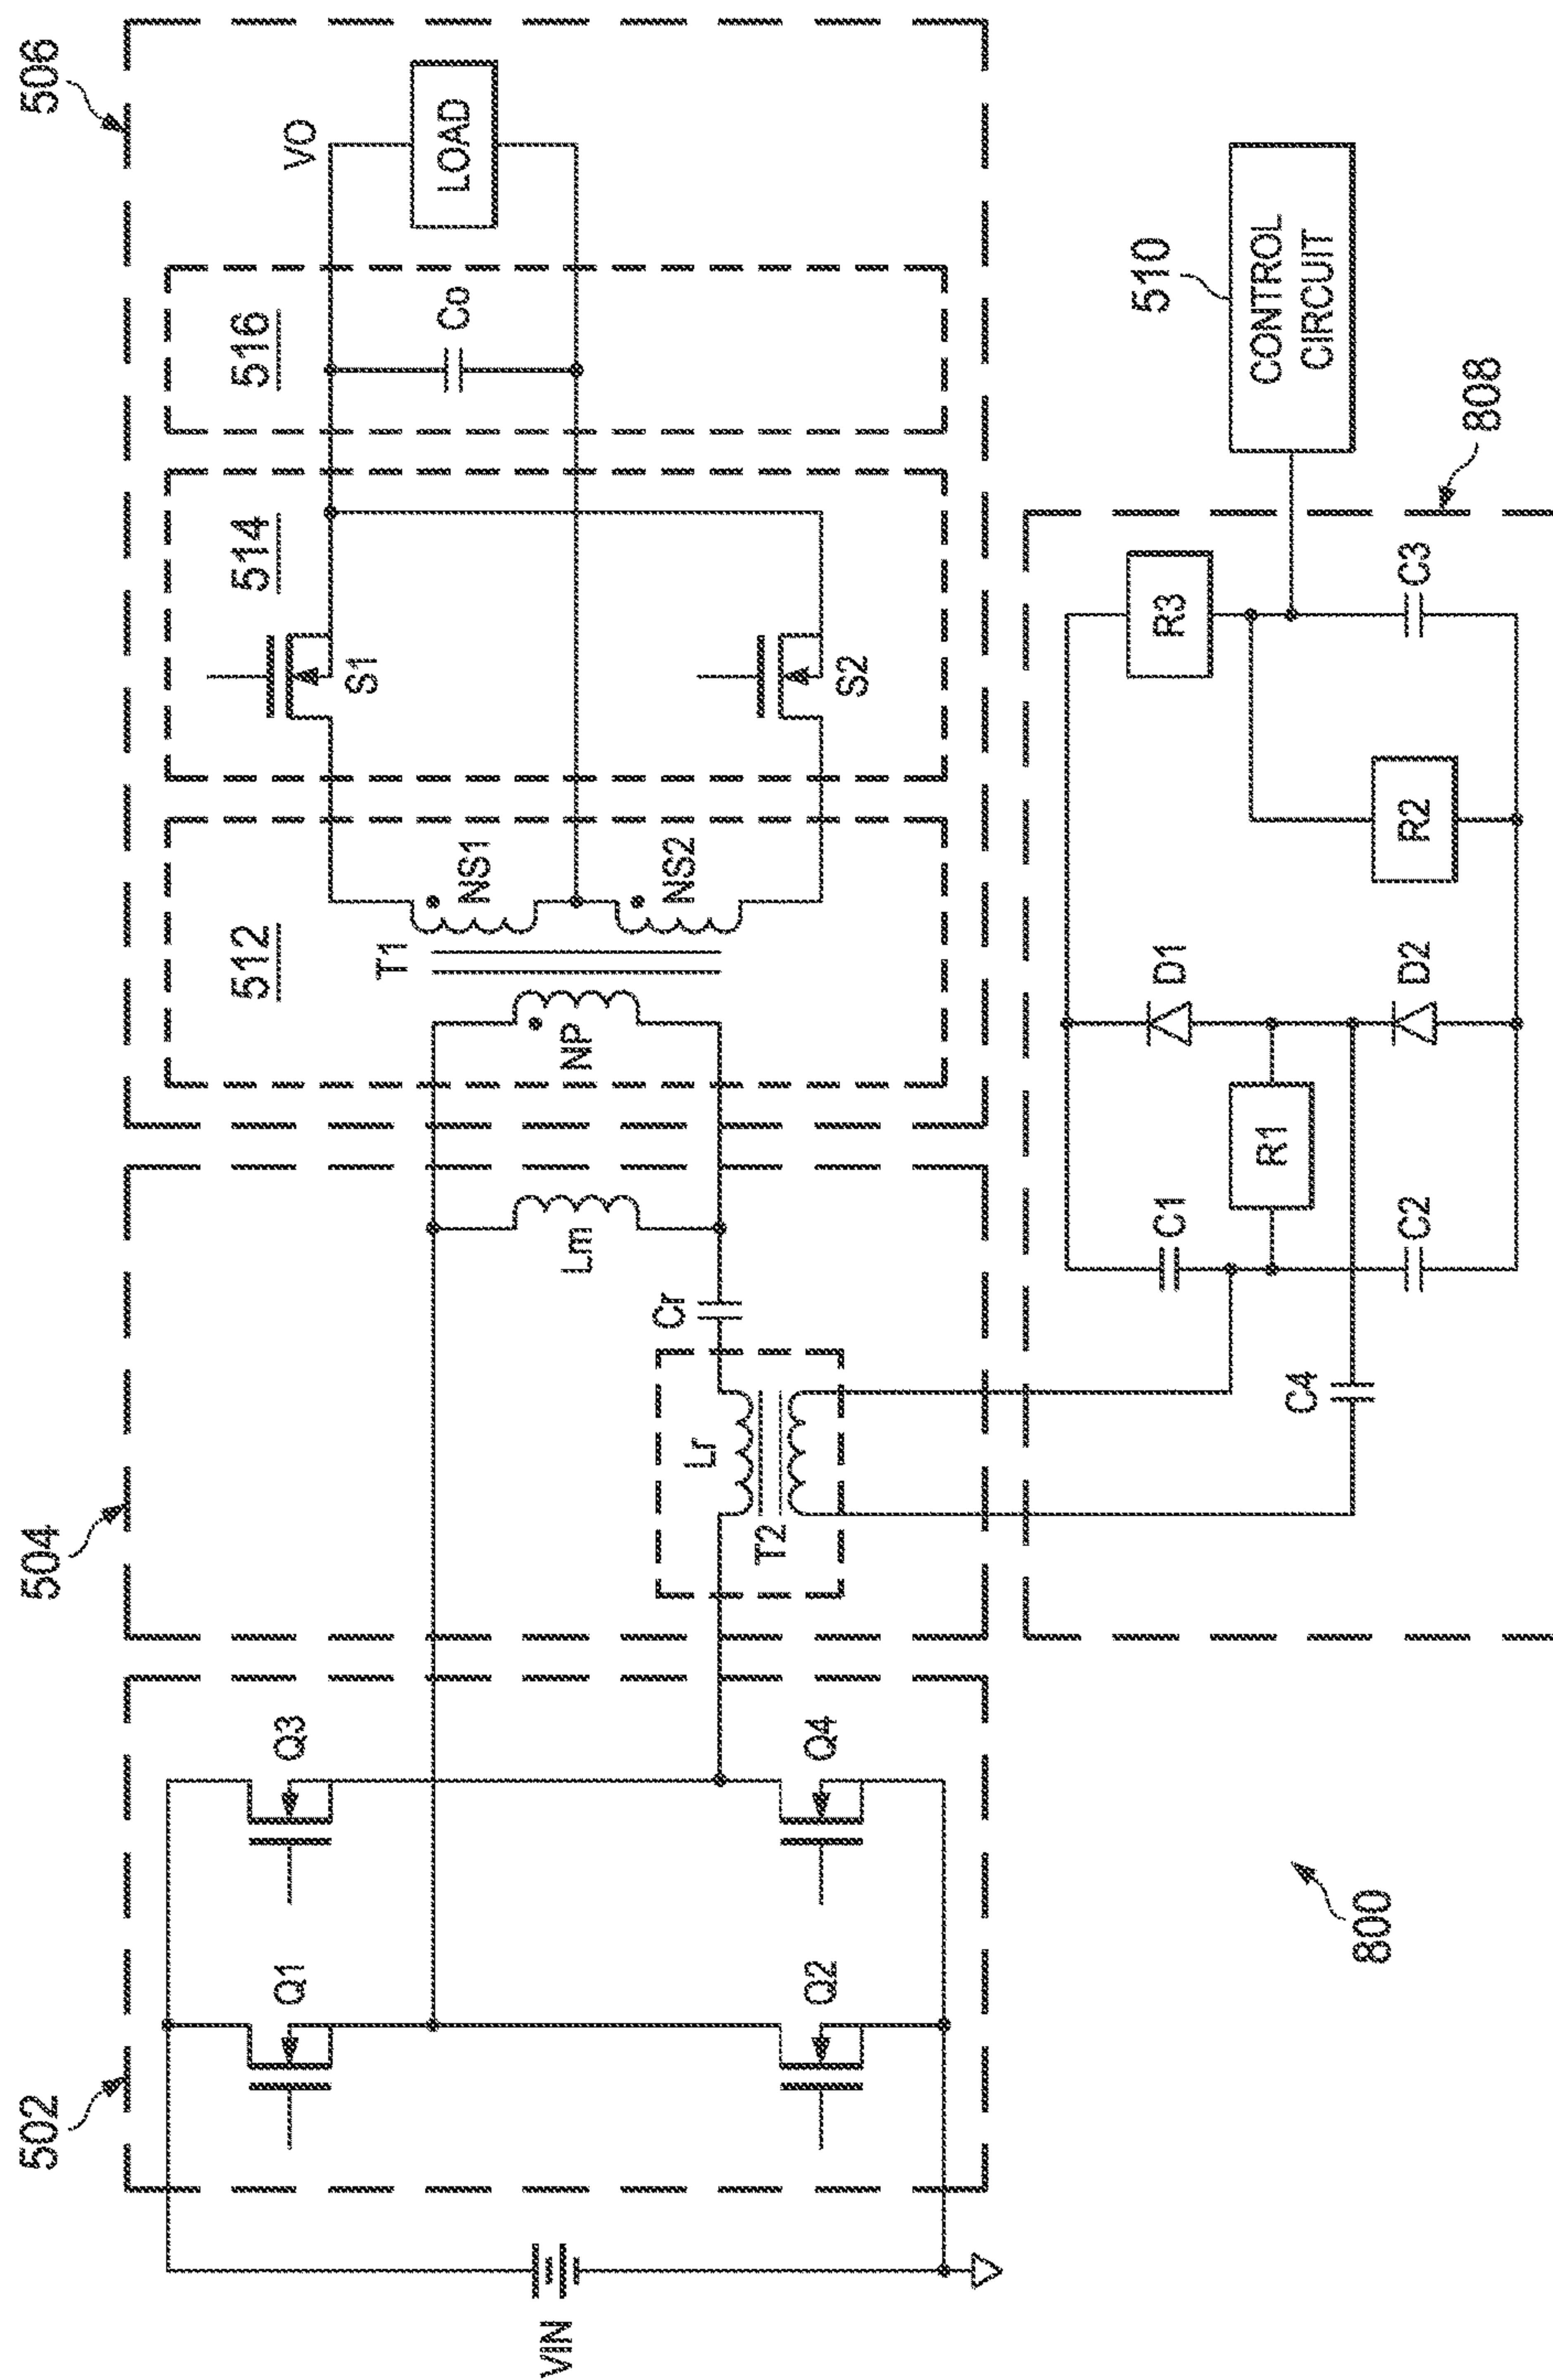 502
504
506
VIN
Q1
Q3
Q2
Q4
Lm
Cr
Lr
T2
512
T1
NP
NS1
NS2
514
S1
S2
516
Co
VO
LOAD
800
808
510
CONTROL
CIRCUIT
C4
C1
C2
R1
D1
D2
R2
R3
C3